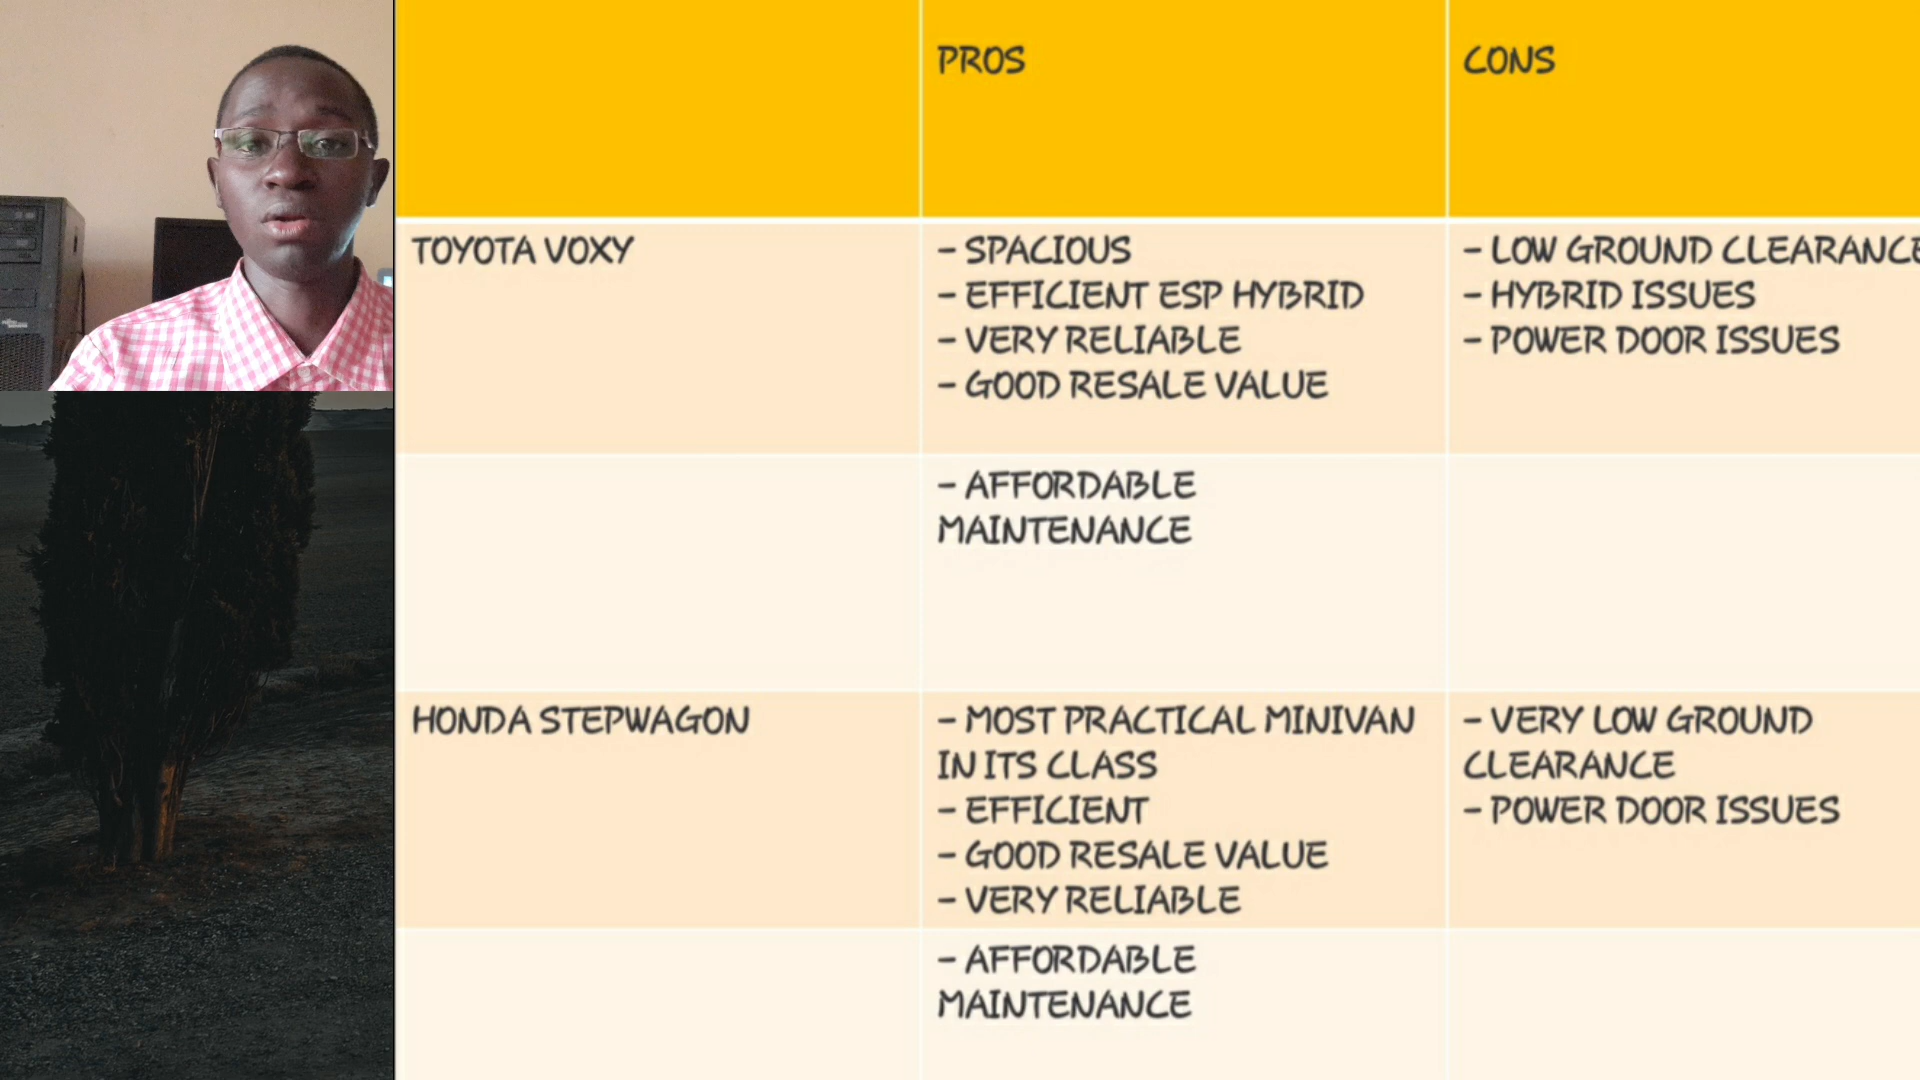 PROS
CONS
TOYOTA VOXY
- SPACIOUS
- EFFICIENT ESP HYBRID
- VERY RELIABLE
- GOOD RESALE VALUE
- LOW GROUND CLEARANCE
- HYBRID ISSUES
- POWER DOOR ISSUES
- AFFORDABLE
MAINTENANCE
HONDA STEPWAGON
- MOST PRACTICAL MINIVAN
IN ITS CLASS
- EFFICIENT
- GOOD RESALE VALUE
- VERY RELIABLE
- VERY LOW GROUND
CLEARANCE
- POWER DOOR ISSUES
- AFFORDABLE
MAINTENANCE